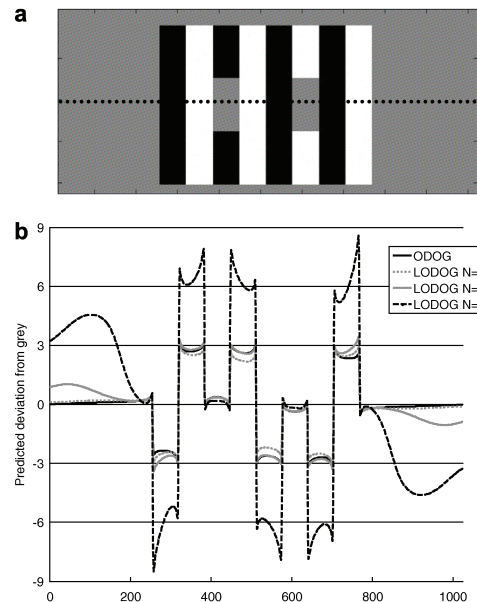 a
b
9
6
3
0
-3
-6
-9
Predicted deviation from grey
ODOG
LODOG N=
LODOG N=
LODOG N=
0
200
400
600
800
1000